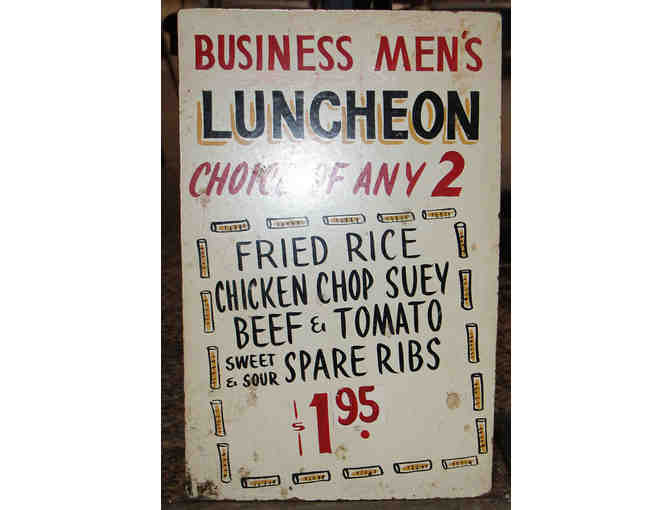 BUSINESS MEN'S
LUNCHEON
CHOICE OF ANY 2
FRIED RICE
CHICKEN CHOP SUEY
BEEF & TOMATO
SWEET & SOUR SPARE RIBS
$1.95